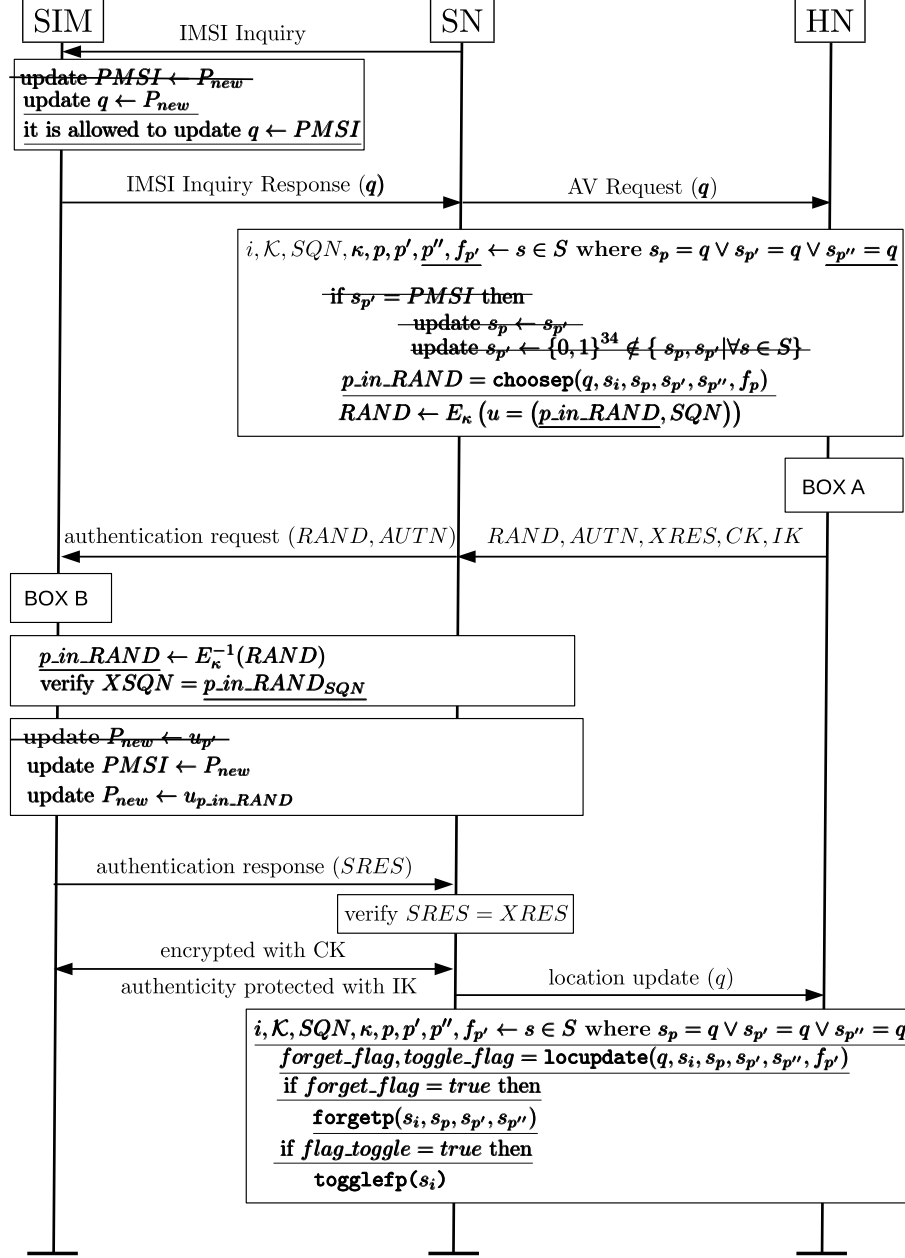 SIM SN HN
IMSI Inquiry
update PMSI ← P_new
update q ← P_new
it is allowed to update q ← PMSI
IMSI Inquiry Response (q) AV Request (q)
i, 𝒦, SQN, κ, p, p′, p″, f_p′ ← s ∈ S where s_p = q ∨ s_p′ = q ∨ s_p″ = q
if s_p′ = PMSI then
update s_p ← s_p′
update s_p′ ← {0,1}^34 ∉ { s_p, s_p′|∀s ∈ S}
p_in_RAND = choosep(q, s_i, s_p, s_p′, s_p″, f_p)
RAND ← E_κ (u = (p_in_RAND, SQN))
BOX A
authentication request (RAND, AUTN) RAND, AUTN, XRES, CK, IK
BOX B
p_in_RAND ← E_κ^−1(RAND)
verify XSQN = p_in_RAND_SQN
update P_new ← u_p′
update PMSI ← P_new
update P_new ← u_p_in_RAND
authentication response (SRES)
verify SRES = XRES
encrypted with CK
authenticity protected with IK
location update (q)
i, 𝒦, SQN, κ, p, p′, p″, f_p′ ← s ∈ S where s_p = q ∨ s_p′ = q ∨ s_p″ = q
forget_flag, toggle_flag = locupdate(q, s_i, s_p, s_p′, s_p″, f_p′)
if forget_flag = true then
forgetp(s_i, s_p, s_p′, s_p″)
if flag_toggle = true then
togglefp(s_i)